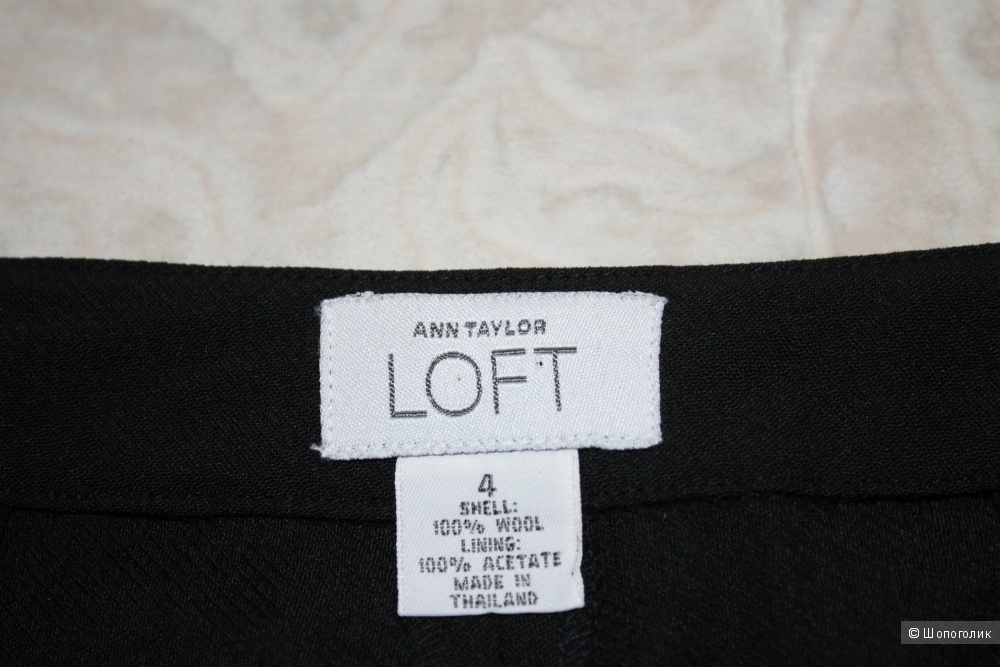 ANN TAYLOR
LOFT
4
SHELL:
100% WOOL
LINING:
100% ACETATE
MADE IN
THAILAND
© Шопоголик